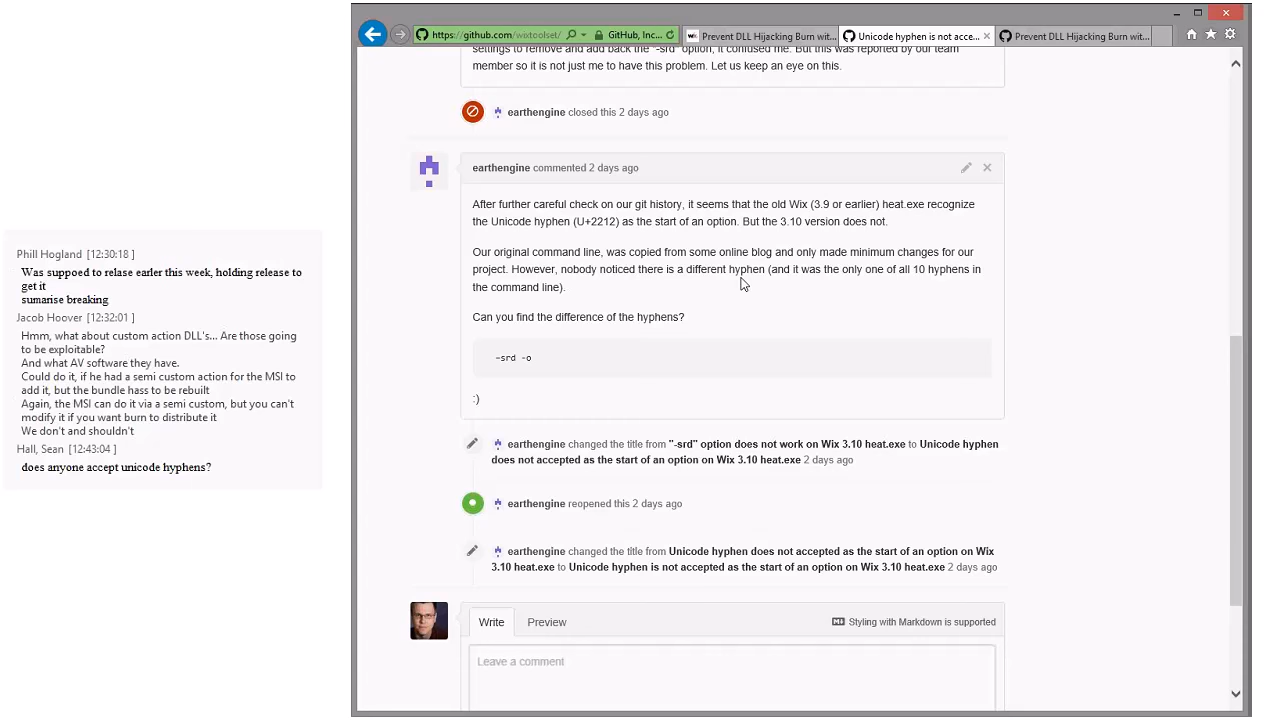 Phill Hogland [12:30:18 ]
Was suppoed to relase earler this week, holding release to
get it
sumarise breaking
Jacob Hoover [12:32:01 ]
Hmm, what about custom action DLL's... Are those going
to be exploitable?
And what AV software they have.
Could do it, if he had a semi custom action for the MSI to
add it, but the bundle hass to be rebuilt
Again, the MSI can do it via a semi custom, but you can't
modify it if you want burn to distribute it
We don't and shouldn't
Hall, Sean [12:43:04 ]
does anyone accept unicode hyphens?
https://github.com/wixtoolset/
GitHub, Inc...
Prevent DLL Hijacking Burn wit...
Unicode hyphen is not acce...
Prevent DLL Hijacking Burn wit...
settings to remove and add back the "-srd" option, it confused me. But this was reported by our
team member so it is not just me to have this problem. Let us keep an eye on this.
earthengine closed this 2 days ago
earthengine commented 2 days ago
After further careful check on our git history, it seems that the old Wix (3.9 or earlier) heat.exe recognize
the Unicode hyphen (U+2212) as the start of an option. But the 3.10 version does not.
Our original command line, was copied from some online blog and only made minimum changes for our
project. However, nobody noticed there is a different hyphen (and it was the only one of all 10 hyphens in
the command line).
Can you find the difference of the hyphens?
−srd -o
:)
earthengine changed the title from "-srd" option does not work on Wix 3.10 heat.exe to Unicode hyphen
does not accepted as the start of an option on Wix 3.10 heat.exe 2 days ago
earthengine reopened this 2 days ago
earthengine changed the title from Unicode hyphen does not accepted as the start of an option on Wix
3.10 heat.exe to Unicode hyphen is not accepted as the start of an option on Wix 3.10 heat.exe 2 days ago
Write
Preview
Styling with Markdown is supported
Leave a comment